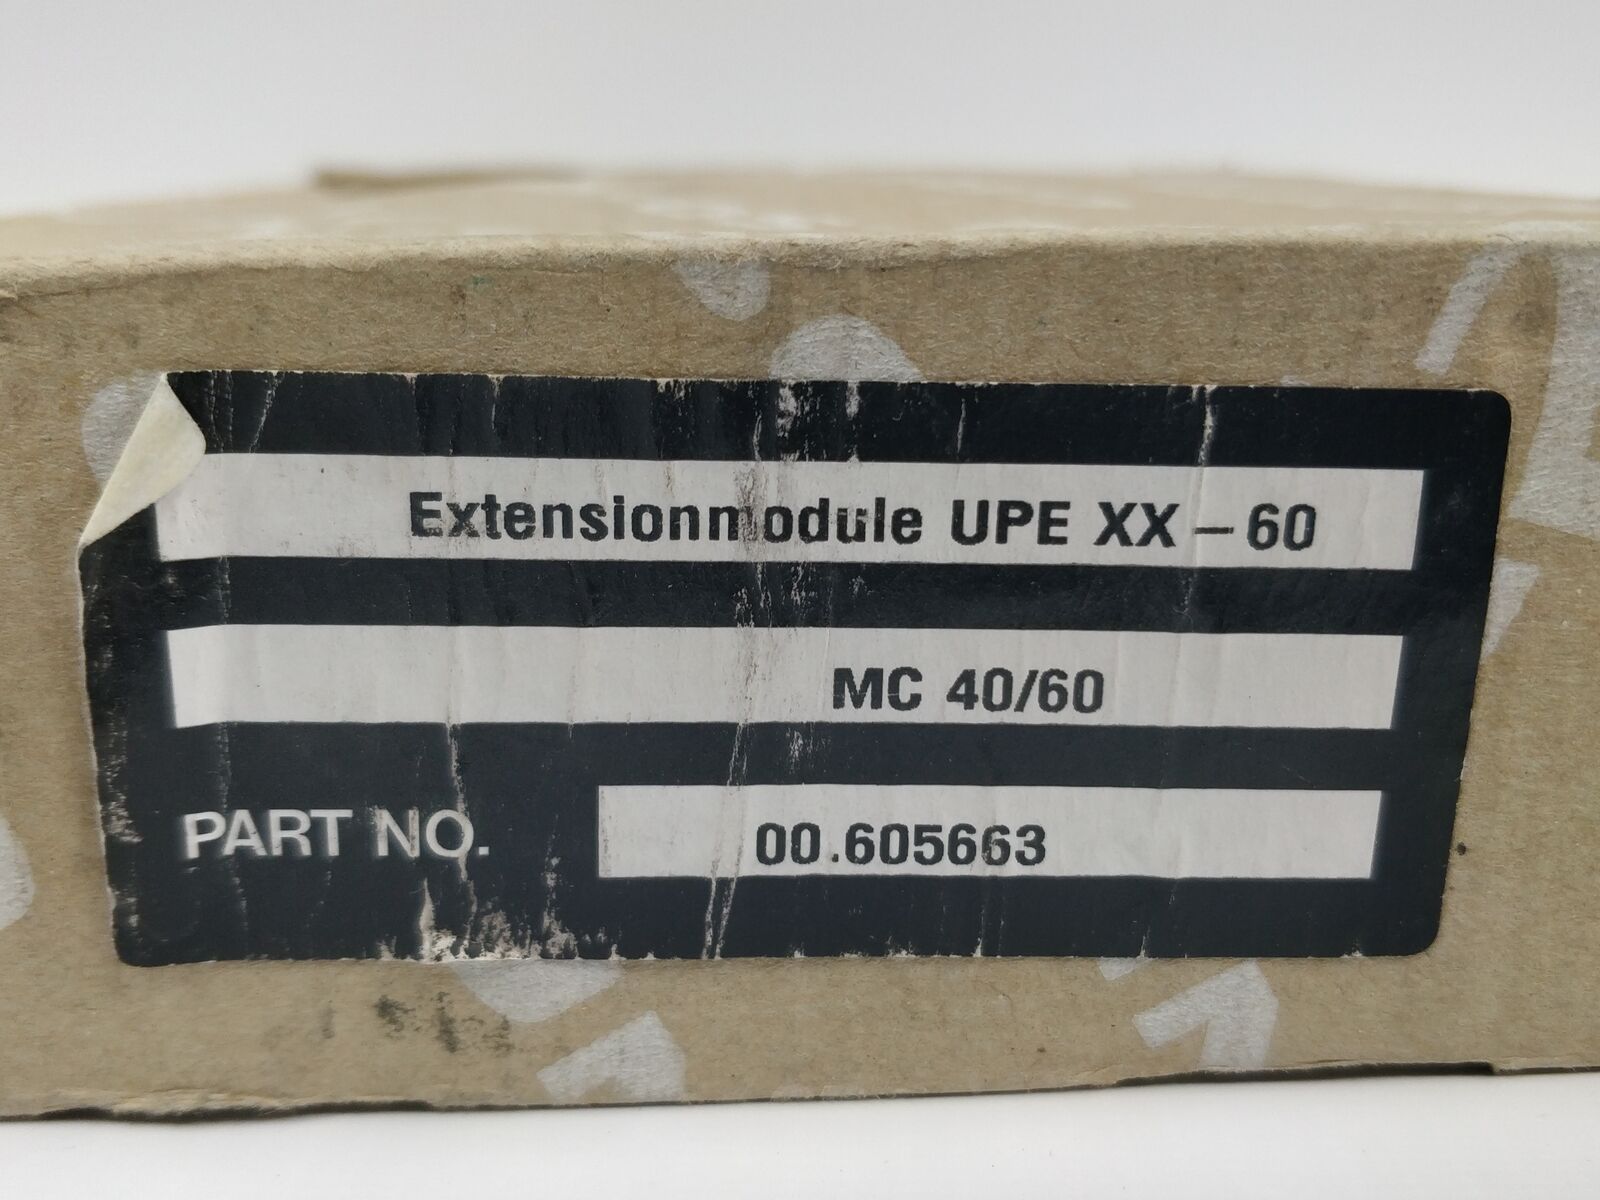 Extensionmodule UPE XX – 60
MC 40/60
PART NO. 00.605663